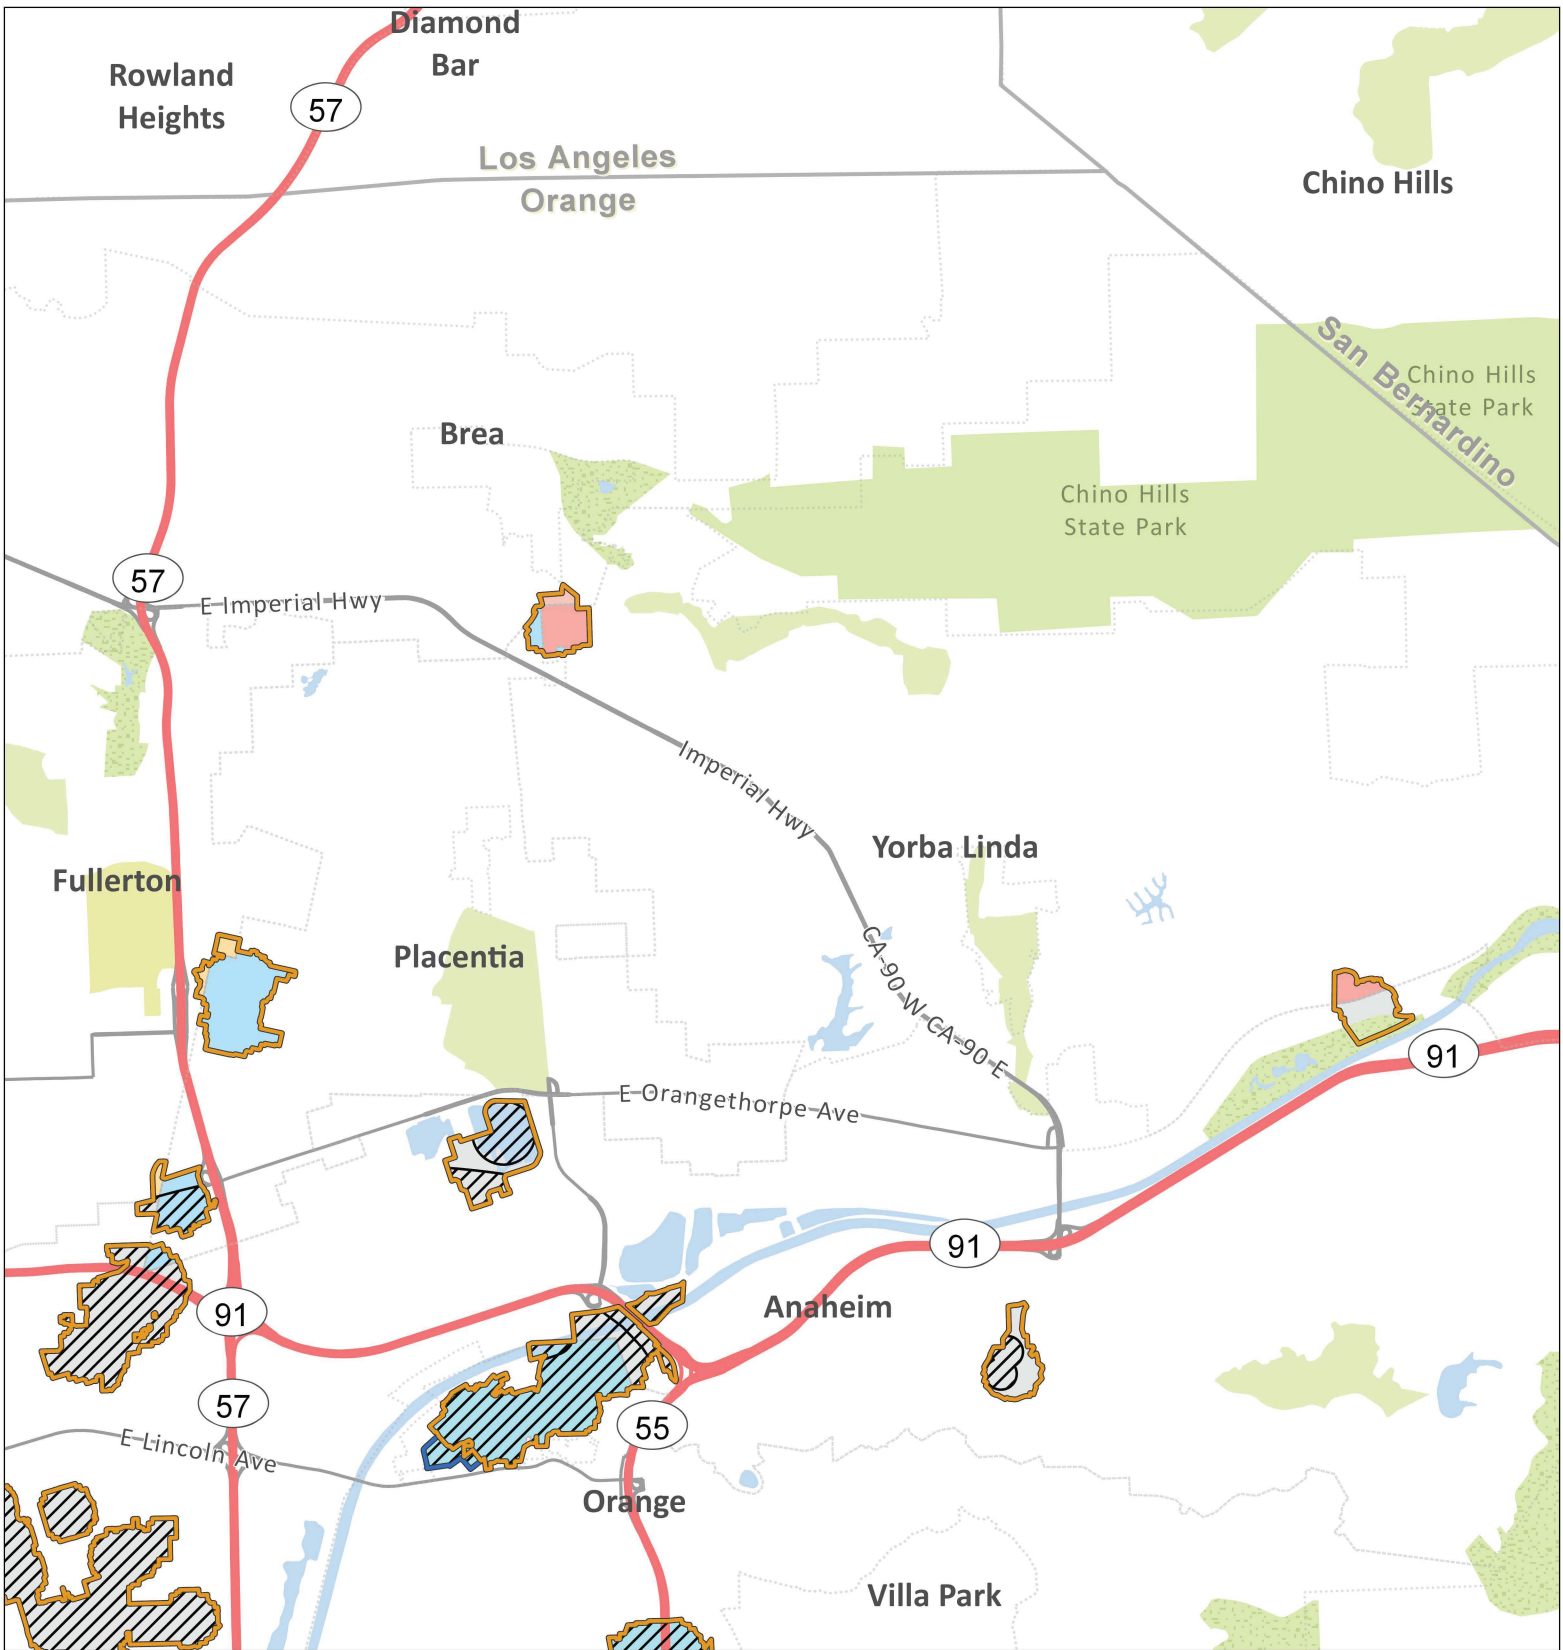 Diamond
Bar
Rowland
Heights
57
Los Angeles
Orange
Chino Hills
San Bernardino
Chino Hills
State Park
Brea
Chino Hills
State Park
57
E Imperial Hwy
Imperial Hwy
Yorba Linda
Fullerton
Placentia
CA-90 W
CA-90 E
91
E Orangethorpe Ave
91
Anaheim
91
57
55
E Lincoln Ave
Orange
Villa Park